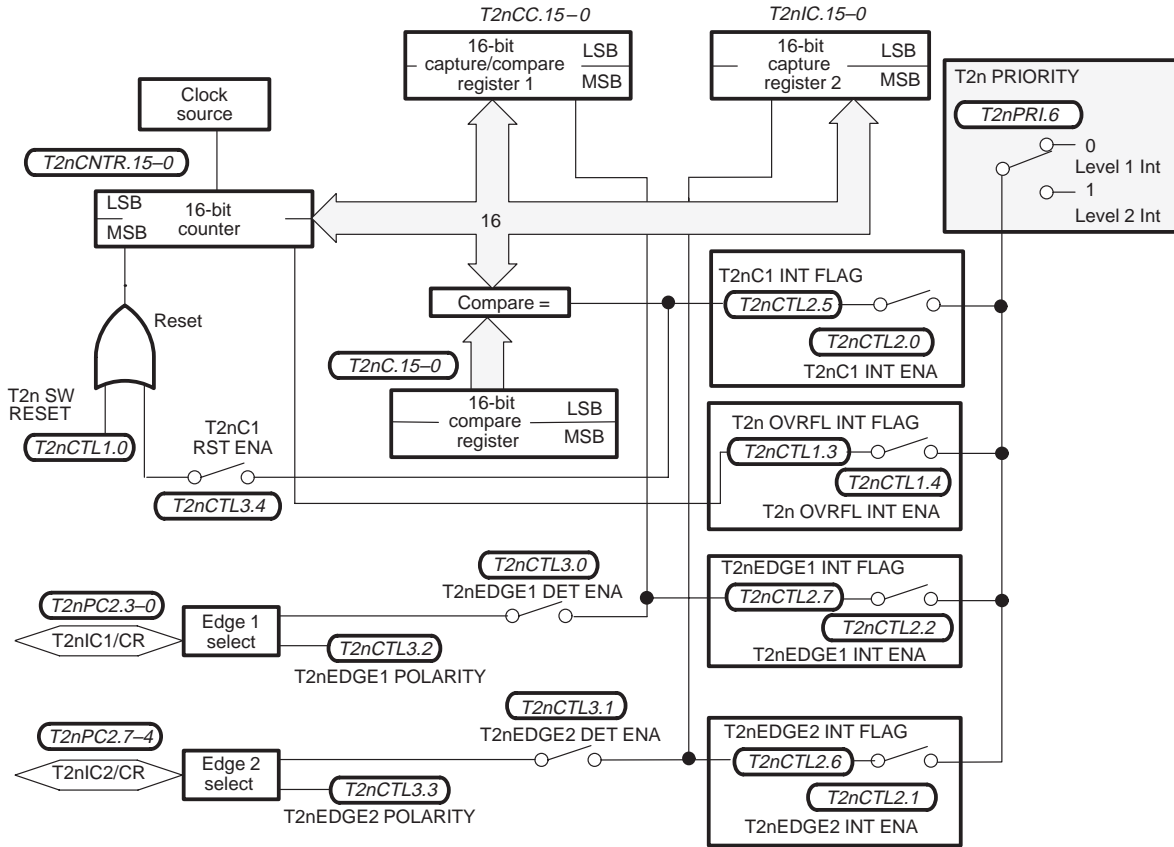 T2nCC.15–0
T2nIC.15–0
16-bit
capture/compare
register 1
LSB
MSB
16-bit
capture
register 2
LSB
MSB
T2n PRIORITY
T2nPRI.6
0
Level 1 Int
1
Level 2 Int
Clock
source
T2nCNTR.15–0
LSB
MSB
16-bit
counter
16
Compare =
T2nC1 INT FLAG
T2nCTL2.5
T2nCTL2.0
T2nC1 INT ENA
Reset
T2nC.15–0
16-bit
compare
register
LSB
MSB
T2n SW
RESET
T2nCTL1.0
T2nC1
RST ENA
T2nCTL3.4
T2n OVRFL INT FLAG
T2nCTL1.3
T2nCTL1.4
T2n OVRFL INT ENA
T2nCTL3.0
T2nEDGE1 DET ENA
T2nEDGE1 INT FLAG
T2nCTL2.7
T2nCTL2.2
T2nEDGE1 INT ENA
T2nPC2.3–0
T2nIC1/CR
Edge 1
select
T2nCTL3.2
T2nEDGE1 POLARITY
T2nCTL3.1
T2nEDGE2 DET ENA
T2nEDGE2 INT FLAG
T2nCTL2.6
T2nCTL2.1
T2nEDGE2 INT ENA
T2nPC2.7–4
T2nIC2/CR
Edge 2
select
T2nCTL3.3
T2nEDGE2 POLARITY